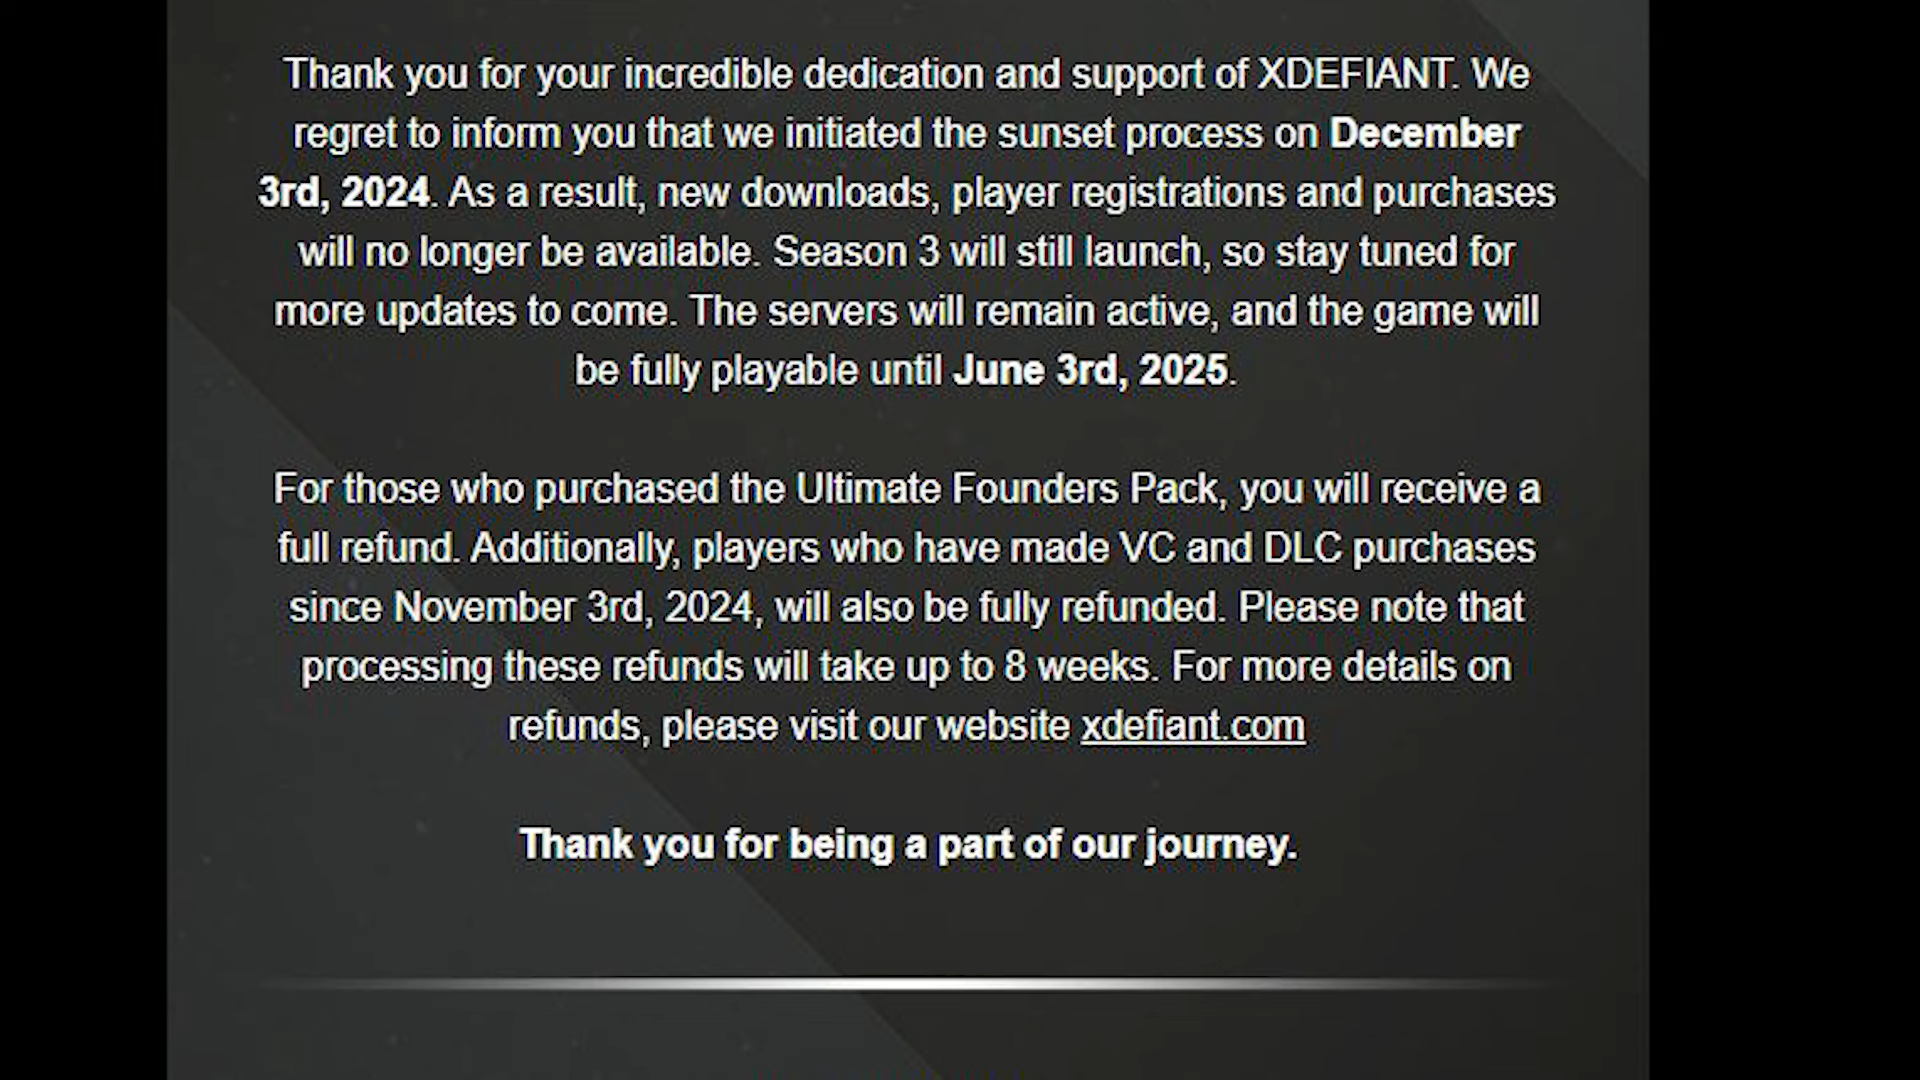 Thank you for your incredible dedication and support of XDEFIANT. We
regret to inform you that we initiated the sunset process on December
3rd, 2024. As a result, new downloads, player registrations and purchases
will no longer be available. Season 3 will still launch, so stay tuned for
more updates to come. The servers will remain active, and the game will
be fully playable until June 3rd, 2025.
For those who purchased the Ultimate Founders Pack, you will receive a
full refund. Additionally, players who have made VC and DLC purchases
since November 3rd, 2024, will also be fully refunded. Please note that
processing these refunds will take up to 8 weeks. For more details on
refunds, please visit our website xdefiant.com
Thank you for being a part of our journey.